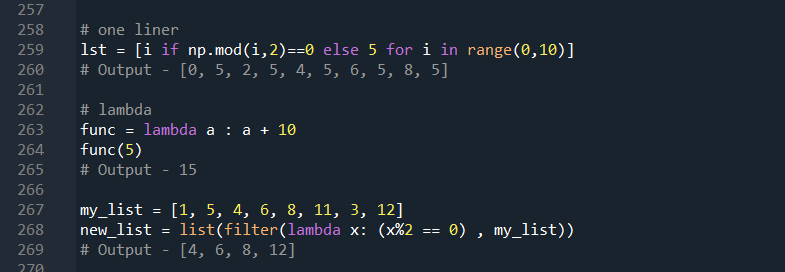 257
258 # one liner
259 lst = [i if np.mod(i,2)==0 else 5 for i in range(0,10)]
260 # Output - [0, 5, 2, 5, 4, 5, 6, 5, 8, 5]
261
262 # lambda
263 func = lambda a : a + 10
264 func(5)
265 # Output - 15
266
267 my_list = [1, 5, 4, 6, 8, 11, 3, 12]
268 new_list = list(filter(lambda x: (x%2 == 0) , my_list))
269 # Output - [4, 6, 8, 12]
270